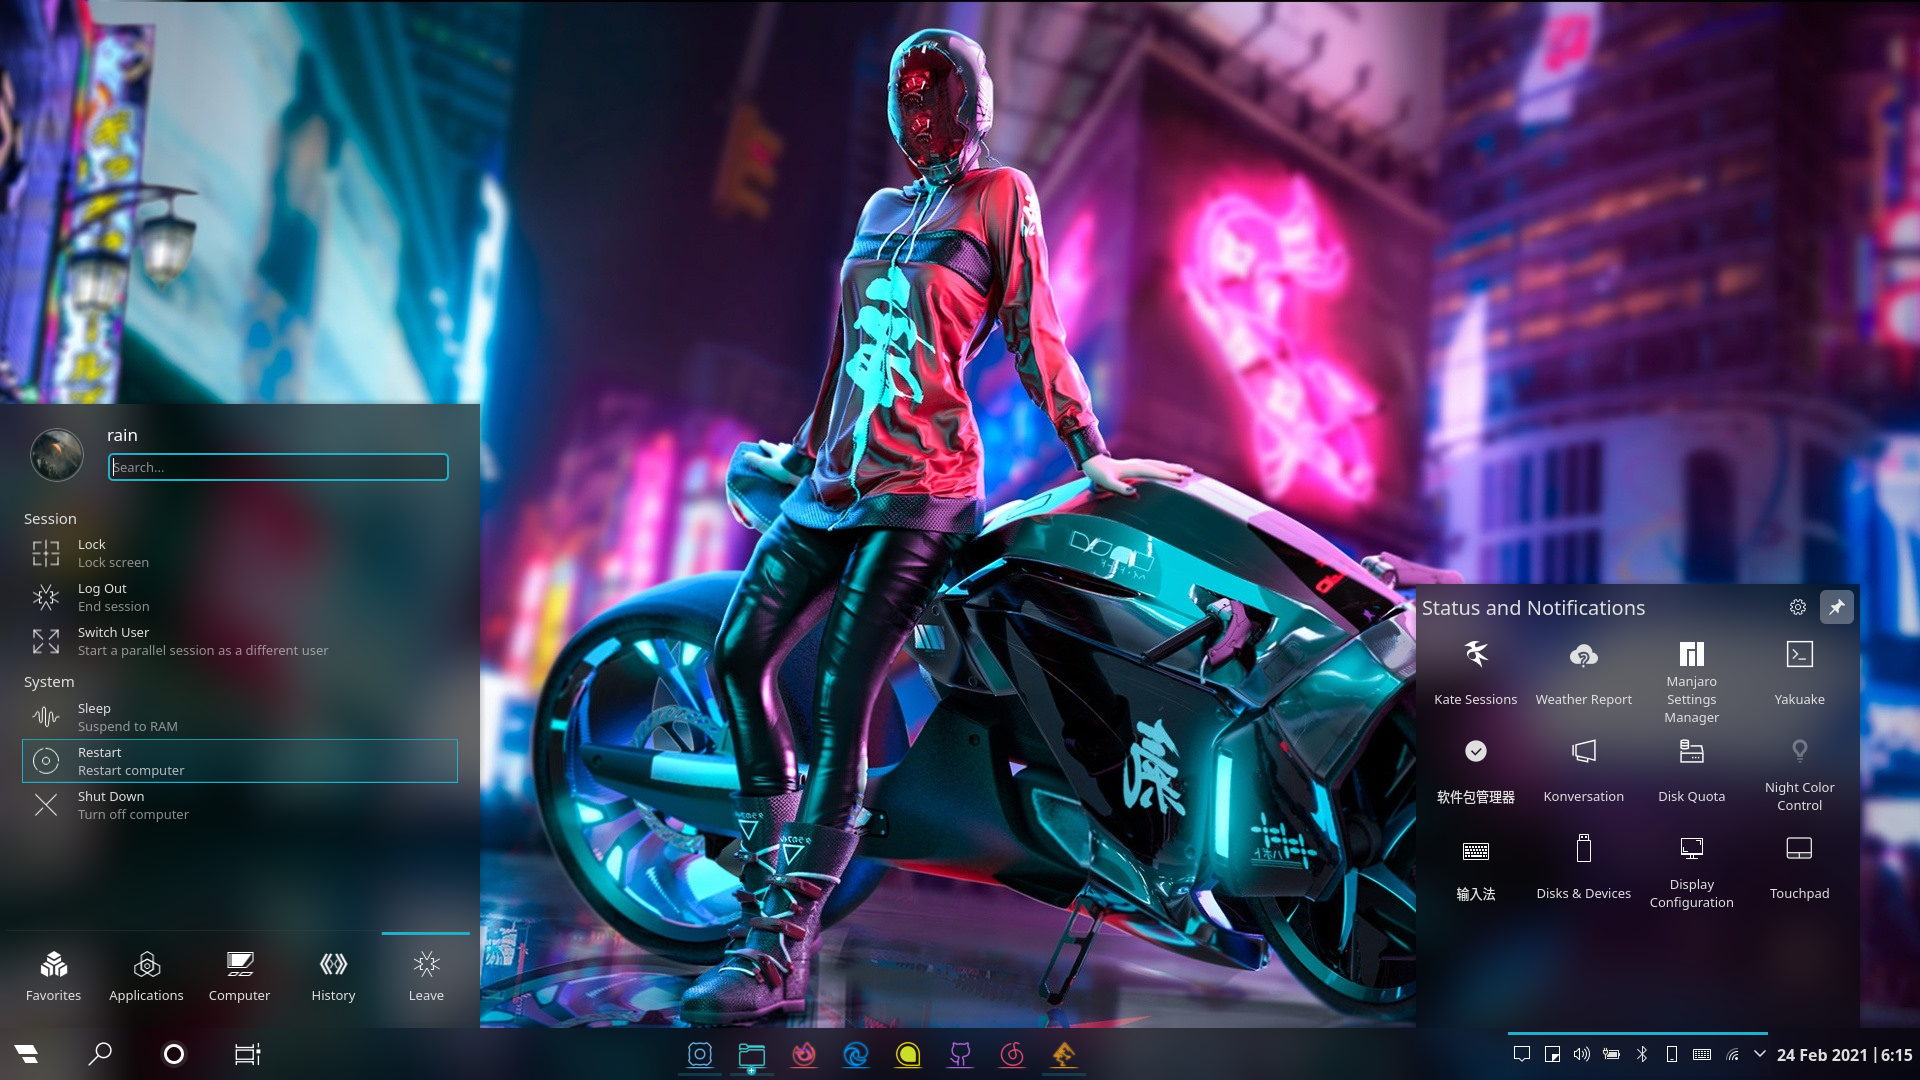 rain
Search...
Session
Lock
Lock screen
Log Out
End session
Switch User
Start a parallel session as a different user
System
Sleep
Suspend to RAM
Restart
Restart computer
Shut Down
Turn off computer
Favorites
Applications
Computer
History
Leave
Status and Notifications
Kate Sessions
Weather Report
Manjaro
Settings
Manager
Yakuake
软件包管理器
Konversation
Disk Quota
Night Color
Control
输入法
Disks & Devices
Display
Configuration
Touchpad
24 Feb 2021 | 6:15